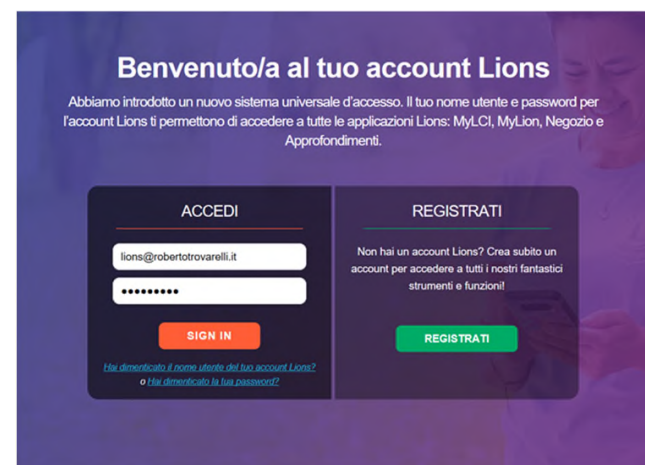 Benvenuto/a al tuo account Lions
Abbiamo introdotto un nuovo sistema universale d'accesso. Il tuo nome utente e password per
l'account Lions ti permettono di accedere a tutte le applicazioni Lions: MyLCI, MyLion, Negozio e
Approfondimenti.
ACCEDI
lions@robertotrovarelli.it
•••••••••
SIGN IN
Hai dimenticato il nome utente del tuo account Lions?
o Hai dimenticato la tua password?
REGISTRATI
Non hai un account Lions? Crea subito un
account per accedere a tutti i nostri fantastici
strumenti e funzioni!
REGISTRATI